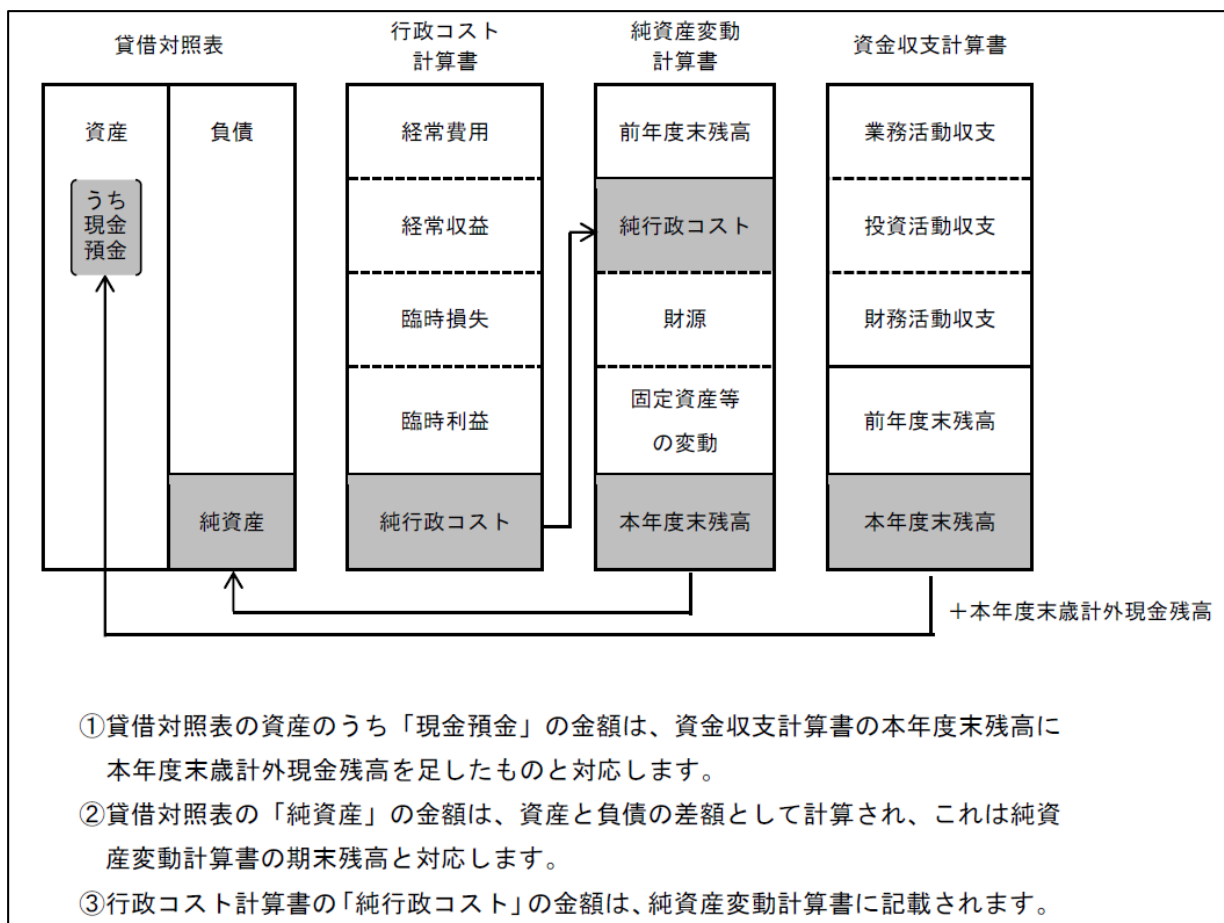 貸借対照表
行政コスト
計算書
純資産変動
計算書
資金収支計算書
資産
うち
現金
預金
負債
純資産
経常費用
経常収益
臨時損失
臨時利益
純行政コスト
前年度末残高
純行政コスト
財源
固定資産等
の変動
本年度末残高
業務活動収支
投資活動収支
財務活動収支
前年度末残高
本年度末残高
＋本年度末歳計外現金残高
①貸借対照表の資産のうち「現金預金」の金額は、資金収支計算書の本年度末残高に
本年度末歳計外現金残高を足したものと対応します。
②貸借対照表の「純資産」の金額は、資産と負債の差額として計算され、これは純資
産変動計算書の期末残高と対応します。
③行政コスト計算書の「純行政コスト」の金額は、純資産変動計算書に記載されます。